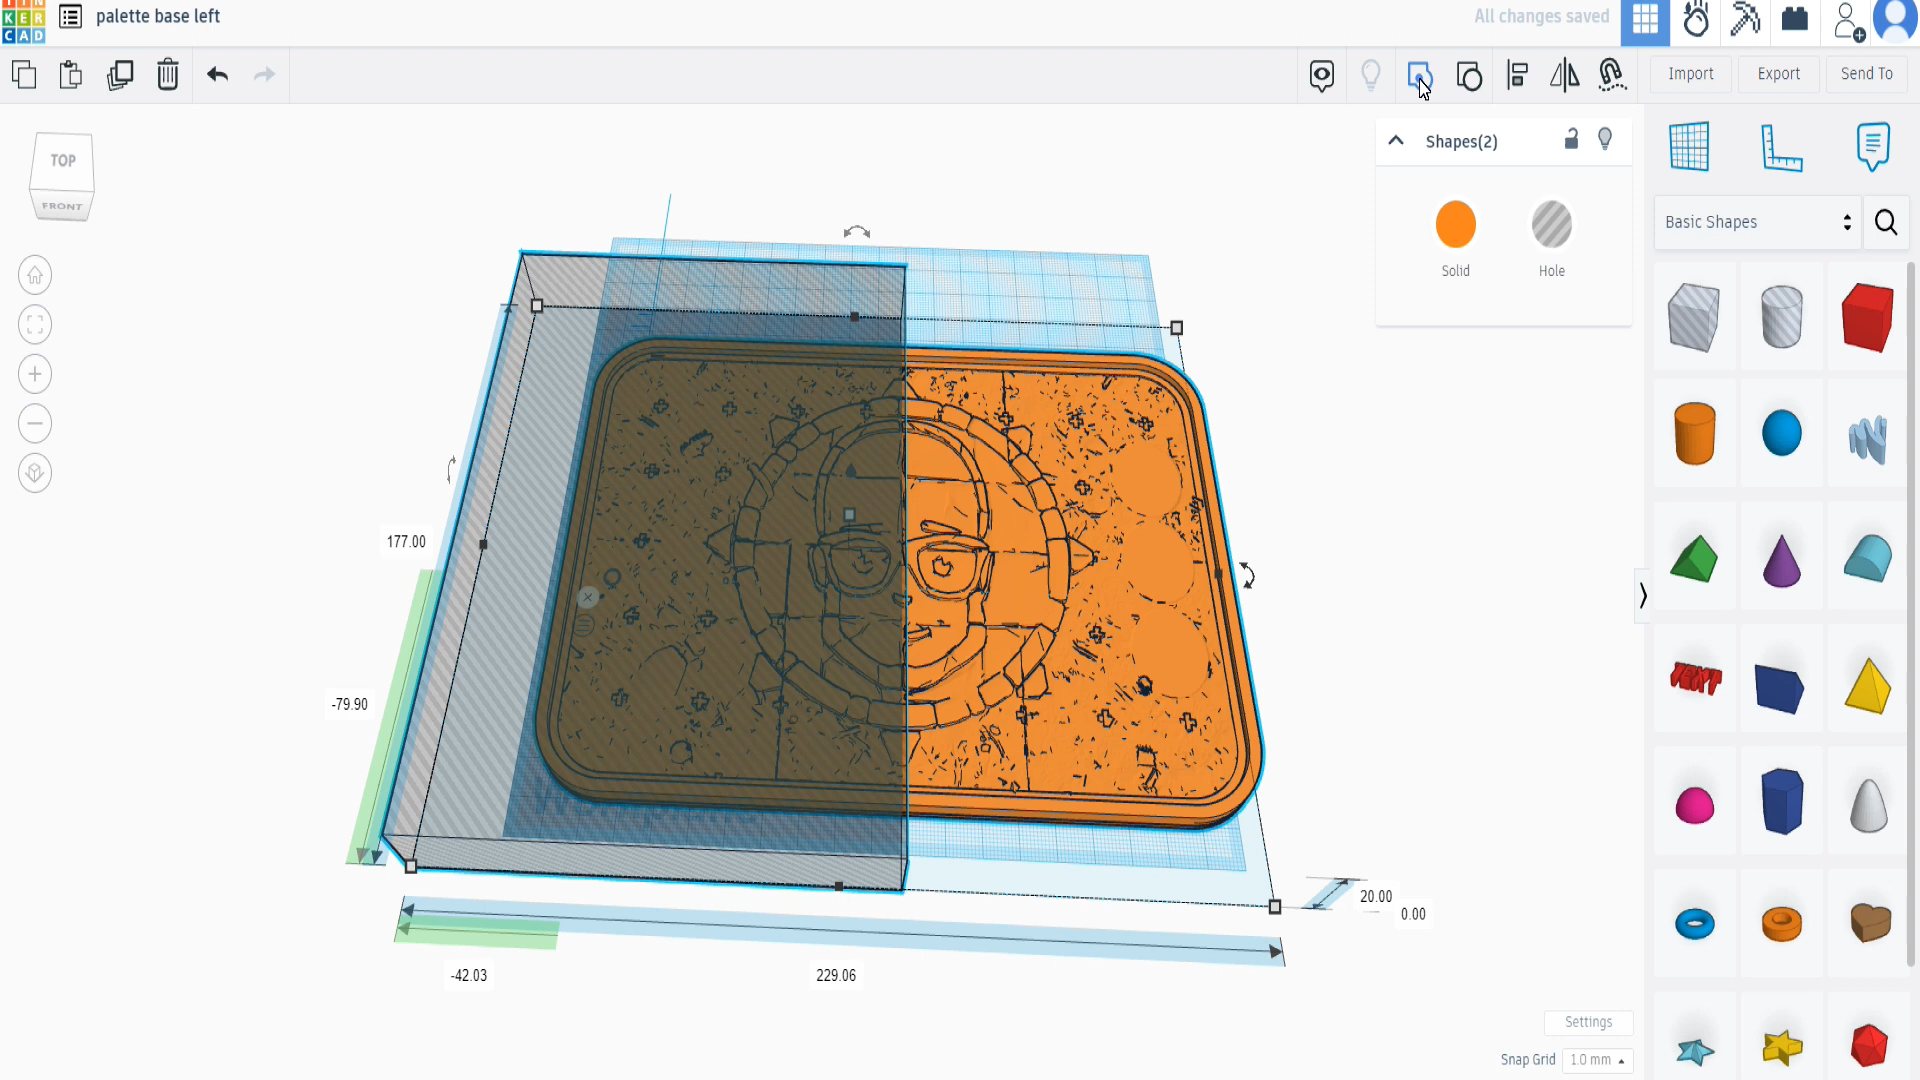 TIN
KER
CAD
palette base left
All changes saved
Import
Export
Send To
TOP
FRONT
Shapes(2)
Solid
Hole
Basic Shapes
TEXT
177.00
-79.90
-42.03
229.06
20.00
0.00
Settings
Snap Grid
1.0 mm